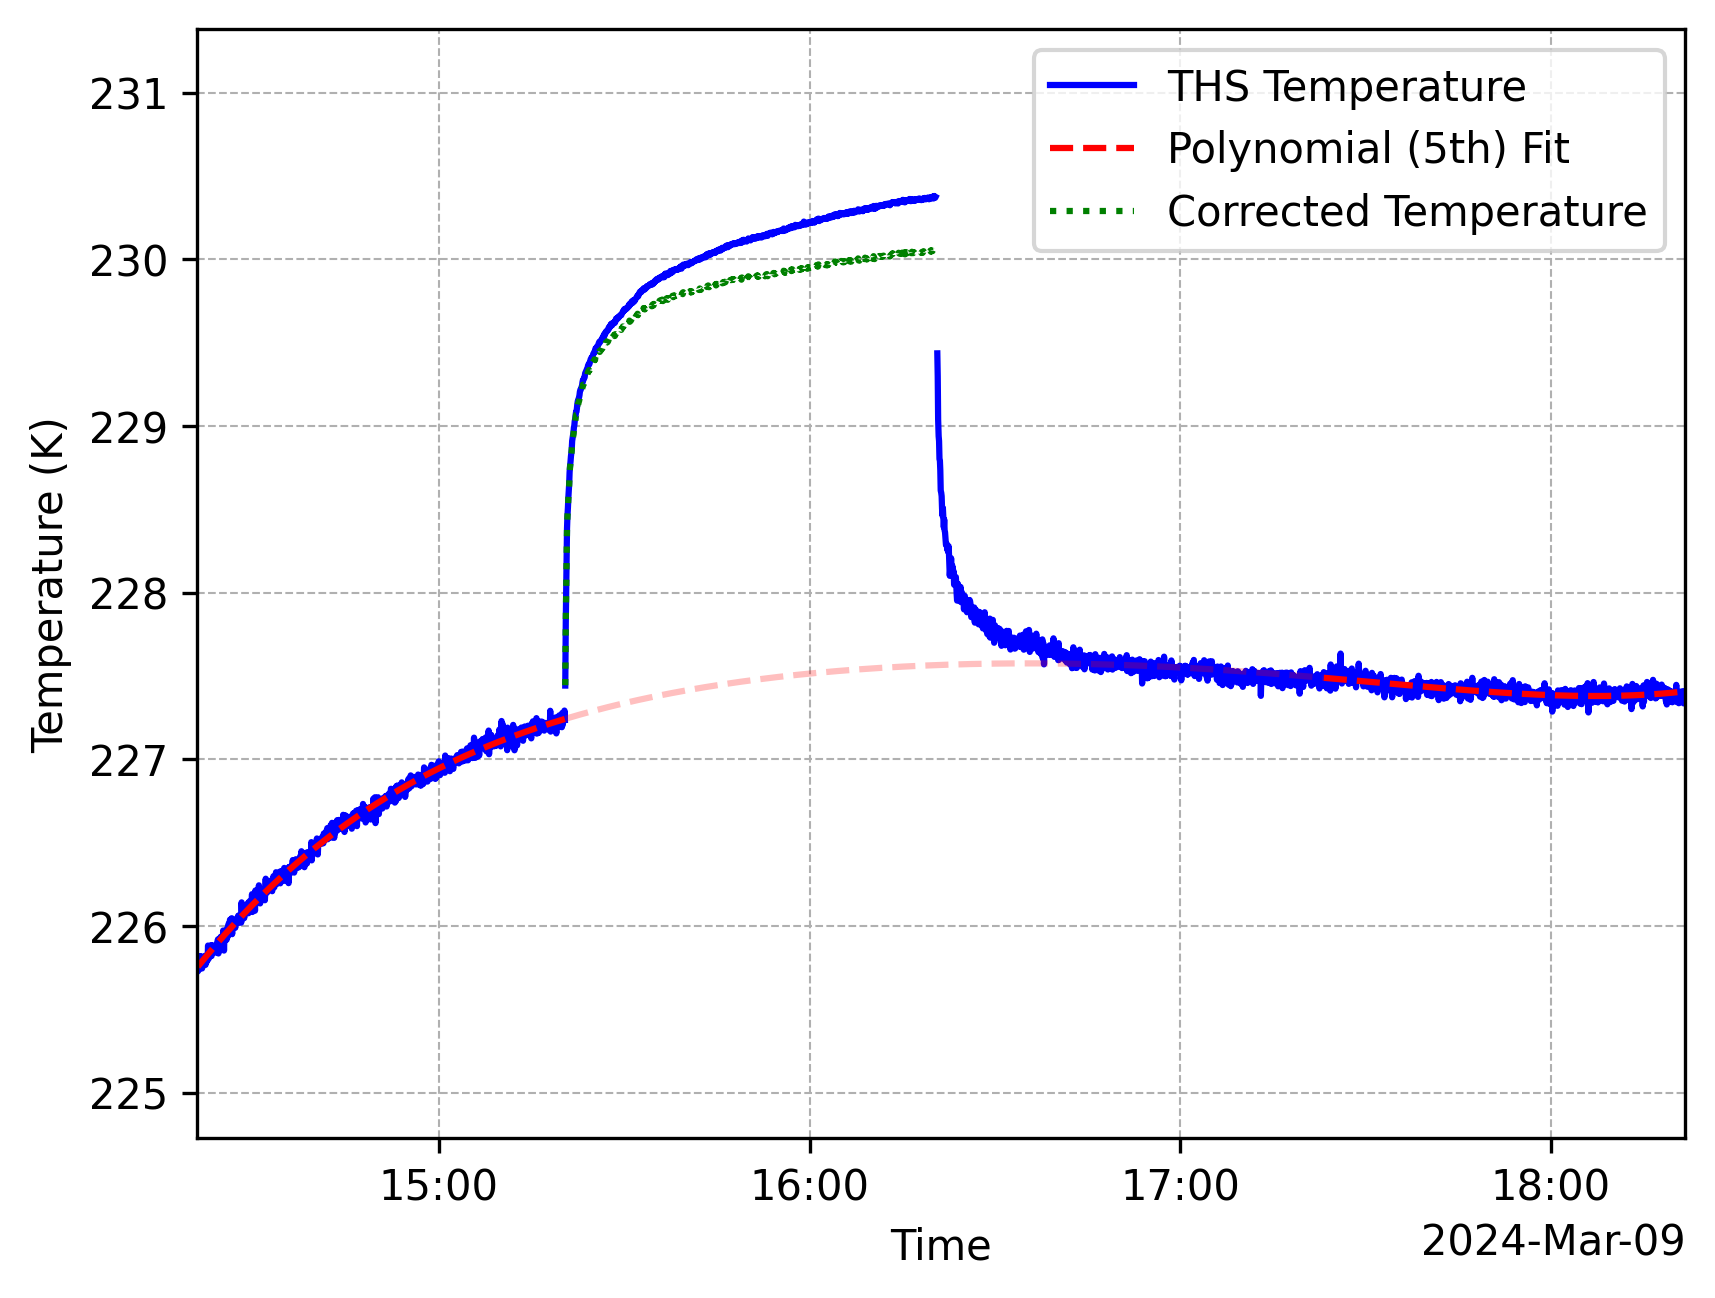 THS Temperature
Polynomial (5th) Fit
Corrected Temperature
231
230
229
228
227
226
225
Temperature (K)
15:00 16:00 17:00 18:00
Time
2024-Mar-09